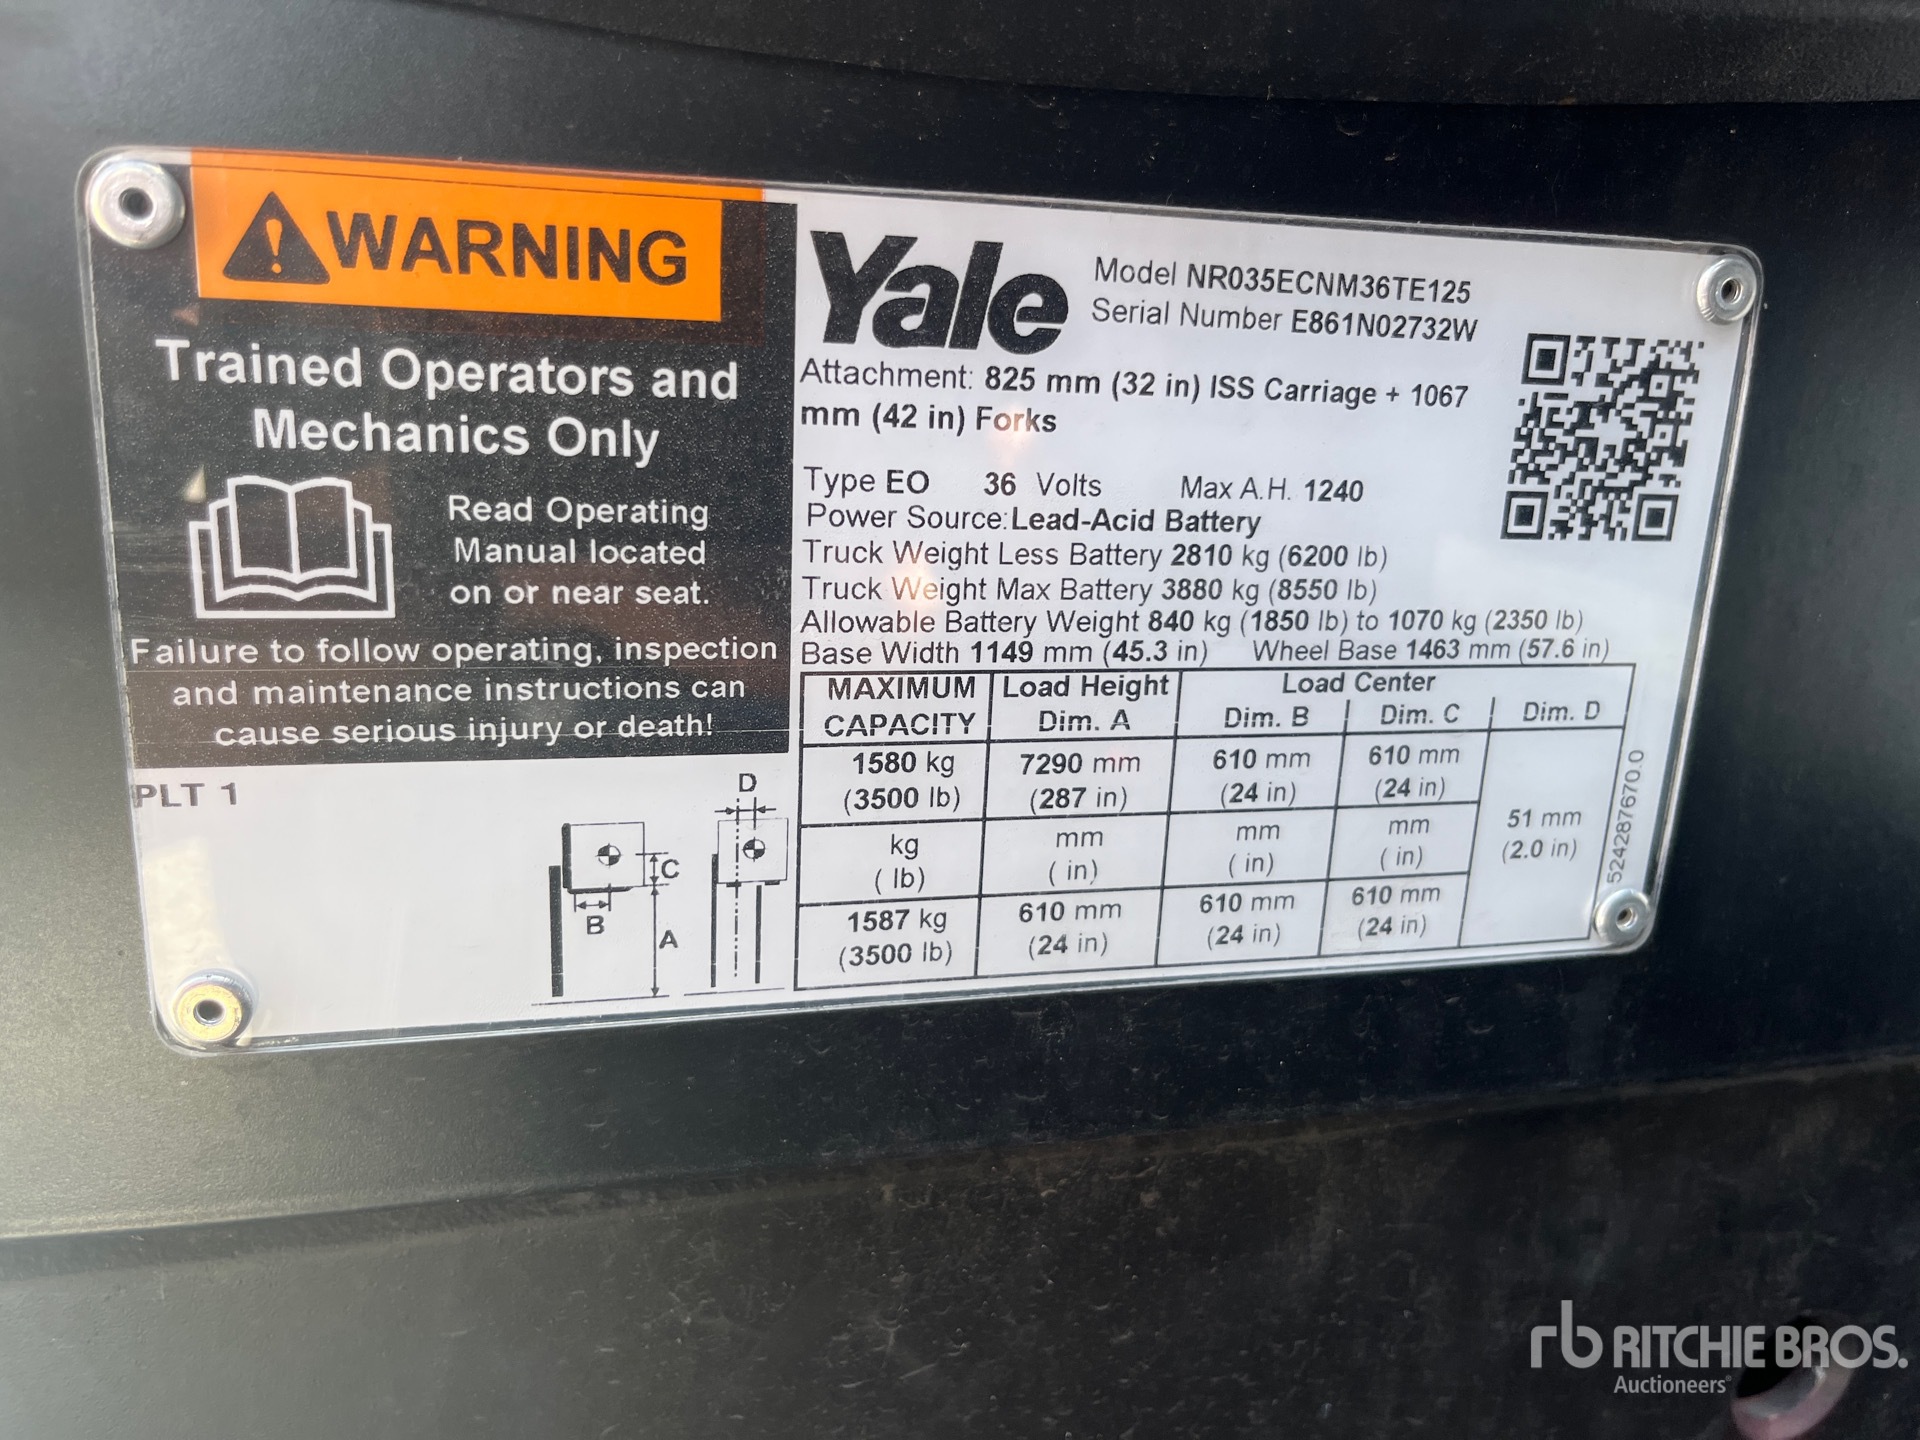 WARNING
Trained Operators and
Mechanics Only
Read Operating
Manual located
on or near seat.
Failure to follow operating, inspection
and maintenance instructions can
cause serious injury or death!
PLT 1
D
C
B
A
Yale
Model NR035ECNM36TE125
Serial Number E861N02732W
Attachment: 825 mm (32 in) ISS Carriage + 1067
mm (42 in) Forks
Type EO 36 Volts Max A.H. 1240
Power Source:Lead-Acid Battery
Truck Weight Less Battery 2810 kg (6200 lb)
Truck Weight Max Battery 3880 kg (8550 lb)
Allowable Battery Weight 840 kg (1850 lb) to 1070 kg (2350 lb)
Base Width 1149 mm (45.3 in) Wheel Base 1463 mm (57.6 in)
MAXIMUM Load Height Load Center
CAPACITY Dim. A Dim. B Dim. C Dim. D
1580 kg 7290 mm 610 mm 610 mm
(3500 lb) (287 in) (24 in) (24 in)
kg mm mm mm 51 mm
( lb) ( in) ( in) ( in) (2.0 in)
1587 kg 610 mm 610 mm 610 mm
(3500 lb) (24 in) (24 in) (24 in)
524287670.0
rb RITCHIE BROS.
Auctioneers